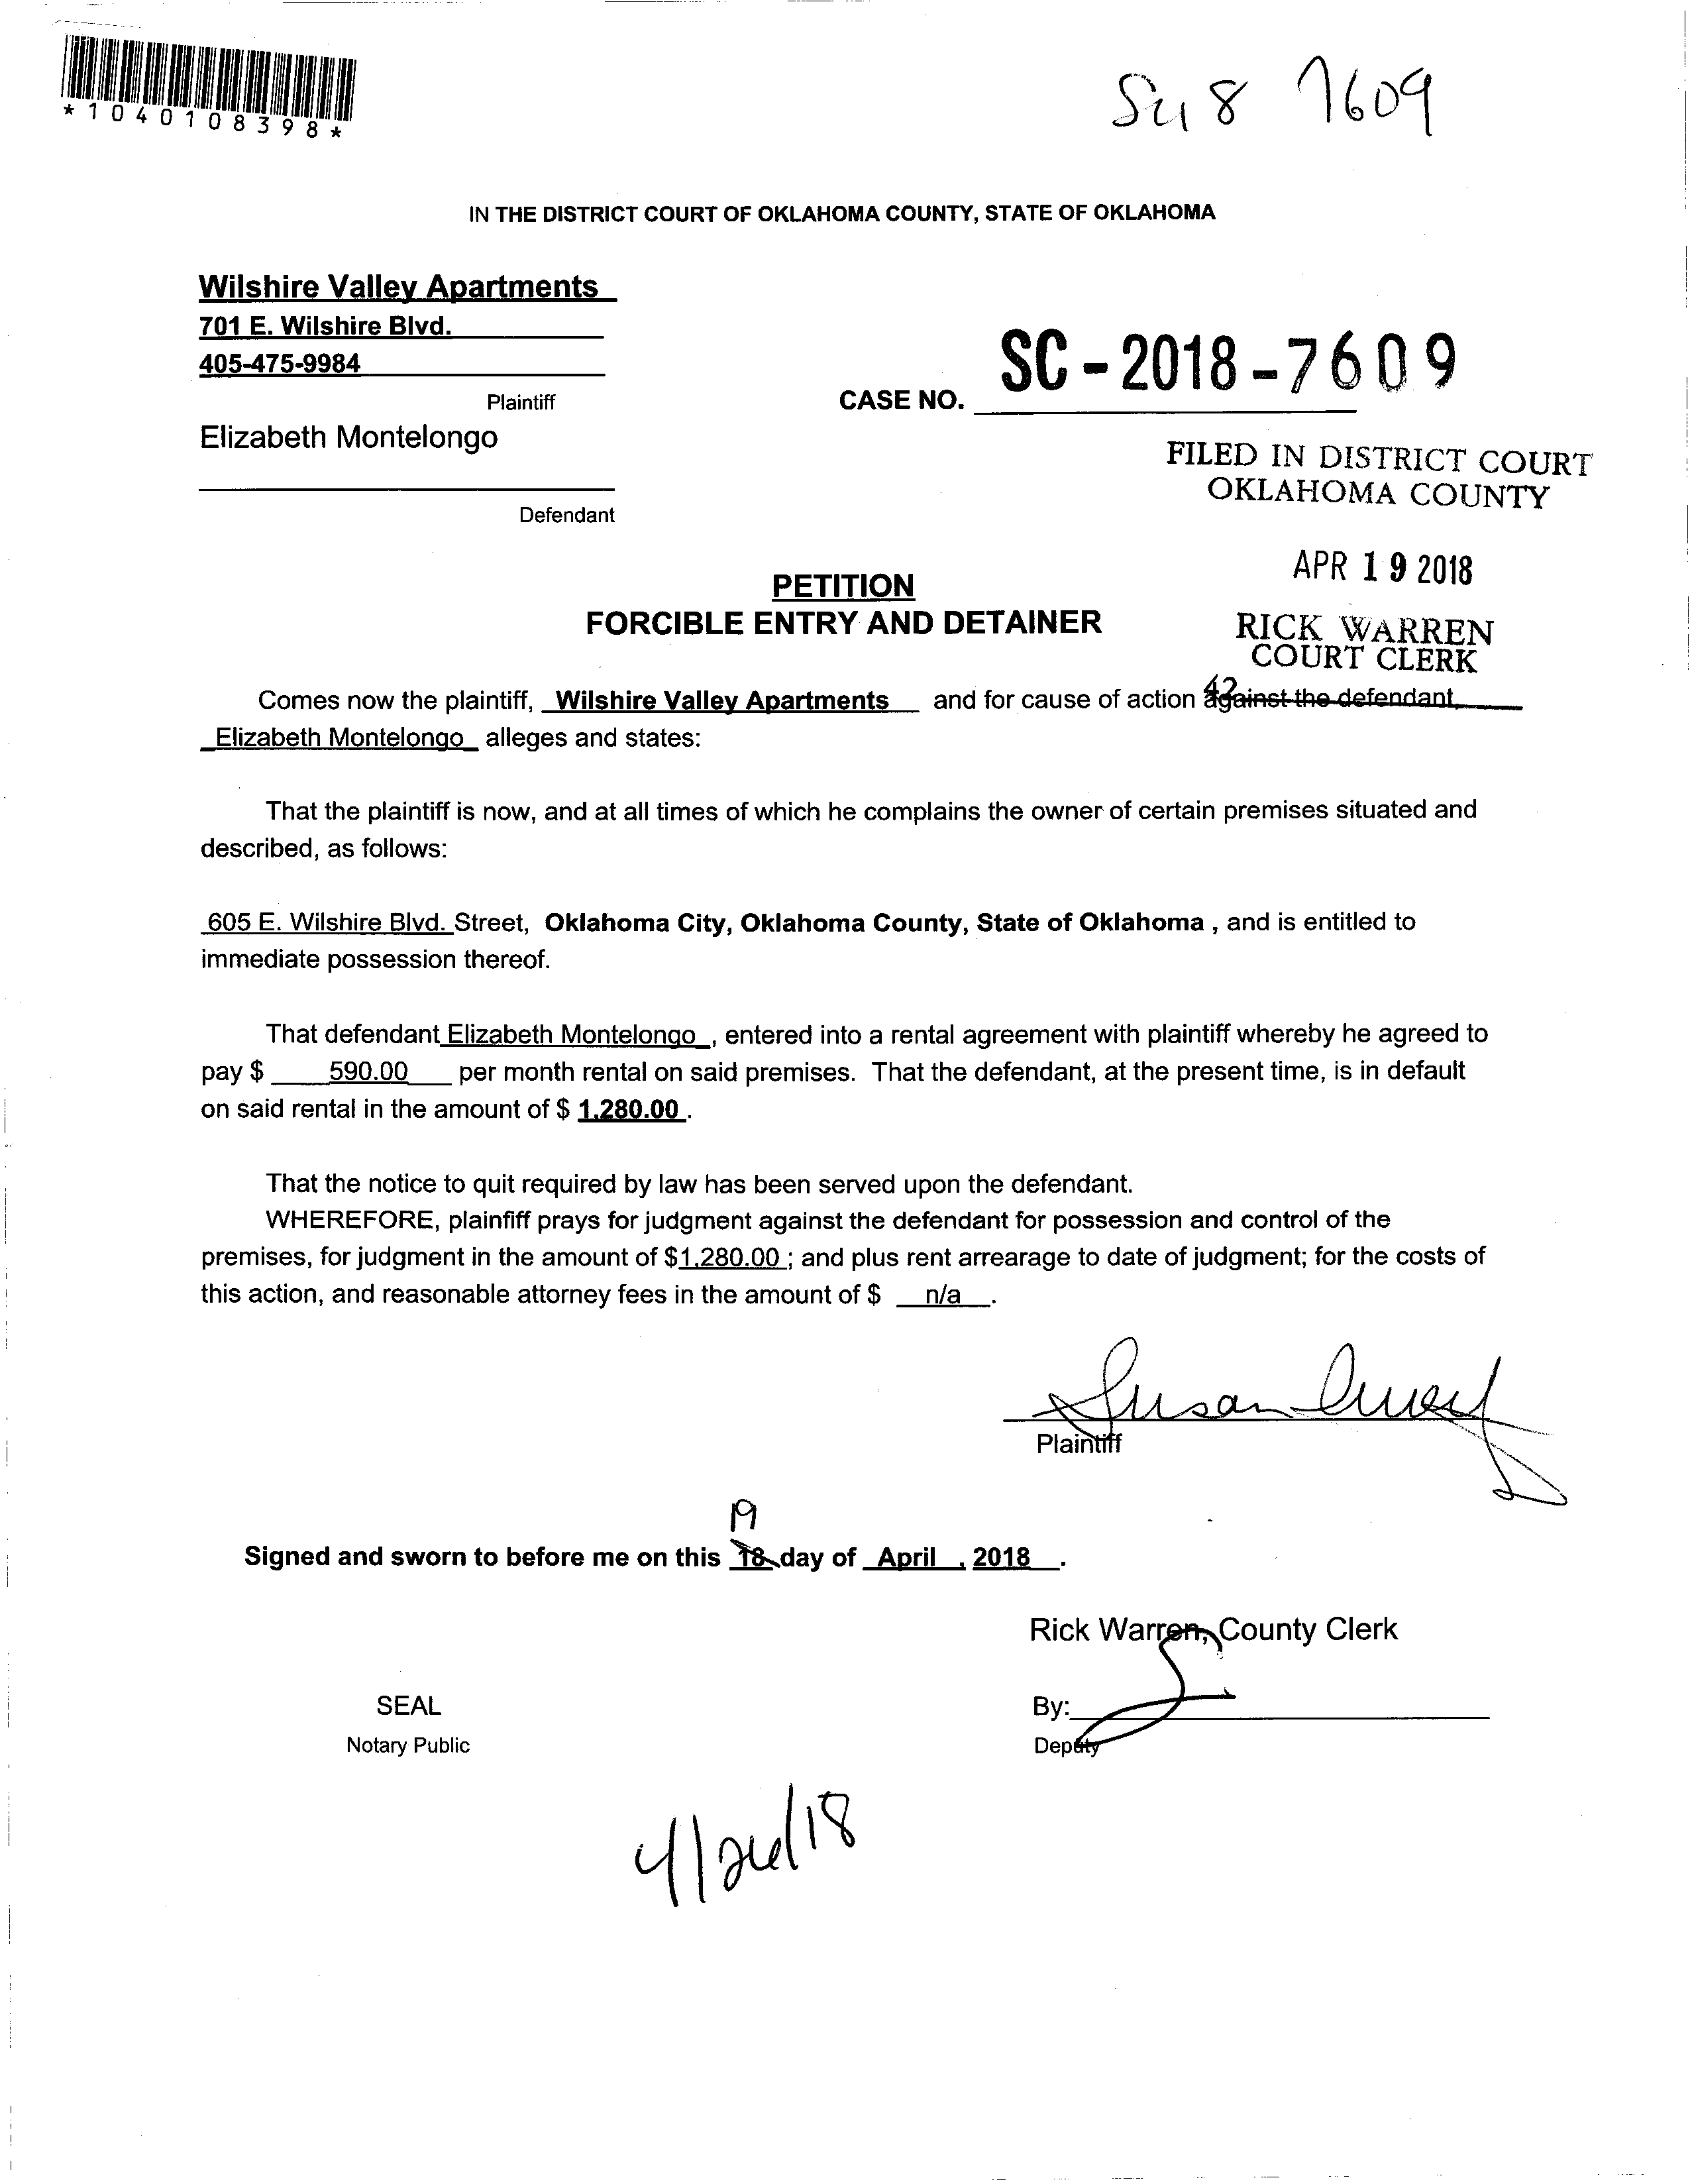 *1040108398*
SC18 7609
IN THE DISTRICT COURT OF OKLAHOMA COUNTY, STATE OF OKLAHOMA
Wilshire Valley Apartments
701 E. Wilshire Blvd.
405-475-9984
Plaintiff
CASE NO. SC-2018-7609
Elizabeth Montelongo
Defendant
FILED IN DISTRICT COURT
OKLAHOMA COUNTY
APR 19 2018
RICK WARREN
COURT CLERK
42
PETITION
FORCIBLE ENTRY AND DETAINER
Comes now the plaintiff, Wilshire Valley Apartments and for cause of action against the defendant,
Elizabeth Montelongo alleges and states:
That the plaintiff is now, and at all times of which he complains the owner of certain premises situated and
described, as follows:
605 E. Wilshire Blvd. Street, Oklahoma City, Oklahoma County, State of Oklahoma , and is entitled to
immediate possession thereof.
That defendant Elizabeth Montelongo , entered into a rental agreement with plaintiff whereby he agreed to
pay $ 590.00 per month rental on said premises. That the defendant, at the present time, is in default
on said rental in the amount of $ 1,280.00 .
That the notice to quit required by law has been served upon the defendant.
WHEREFORE, plainfiff prays for judgment against the defendant for possession and control of the
premises, for judgment in the amount of $1,280.00 ; and plus rent arrearage to date of judgment; for the costs of
this action, and reasonable attorney fees in the amount of $ n/a .
Susan
Plaintiff
19
Signed and sworn to before me on this 18 day of April , 2018 .
Rick Warren, County Clerk
SEAL
By:
Notary Public
Deputy
4/26/18